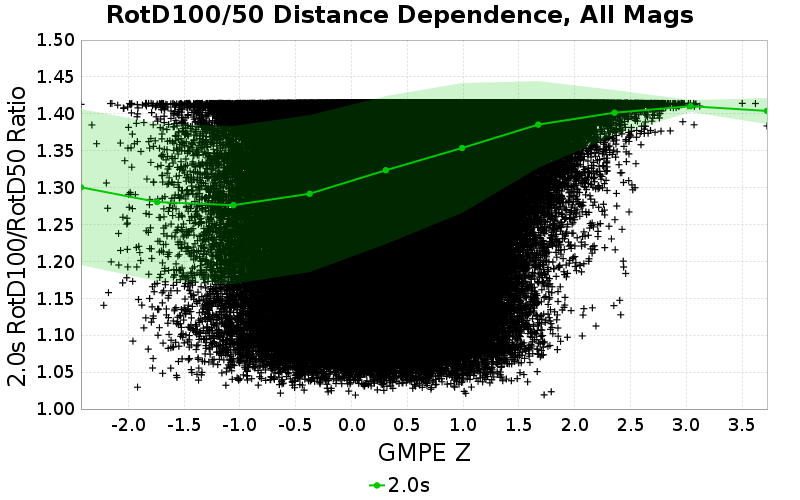 RotD100/50 Distance Dependence, All Mags
2.0s RotD100/RotD50 Ratio
1.50
1.45
1.40
1.35
1.30
1.25
1.20
1.15
1.10
1.05
1.00
-2.0 -1.5 -1.0 -0.5 0.0 0.5 1.0 1.5 2.0 2.5 3.0 3.5
GMPE Z
2.0s